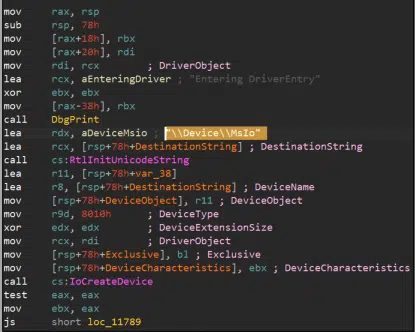 mov rax, rsp
sub rsp, 78h
mov [rax+18h], rbx
mov [rax+20h], rdi
mov rdi, rcx ; DriverObject
lea rcx, aEnteringDriver ; "Entering DriverEntry"
xor ebx, ebx
mov [rax-38h], rbx
call DbgPrint
lea rdx, aDeviceMsio ; "\\Device\\MsIo"
lea rcx, [rsp+78h+DestinationString] ; DestinationString
call cs:RtlInitUnicodeString
lea r11, [rsp+78h+var_38]
lea r8, [rsp+78h+DestinationString] ; DeviceName
mov [rsp+78h+DeviceObject], r11 ; DeviceObject
mov r9d, 8010h ; DeviceType
xor edx, edx ; DeviceExtensionSize
mov rcx, rdi ; DriverObject
mov [rsp+78h+Exclusive], bl ; Exclusive
mov [rsp+78h+DeviceCharacteristics], ebx ; DeviceCharacteristics
call cs:IoCreateDevice
test eax, eax
mov ebx, eax
js short loc_11789